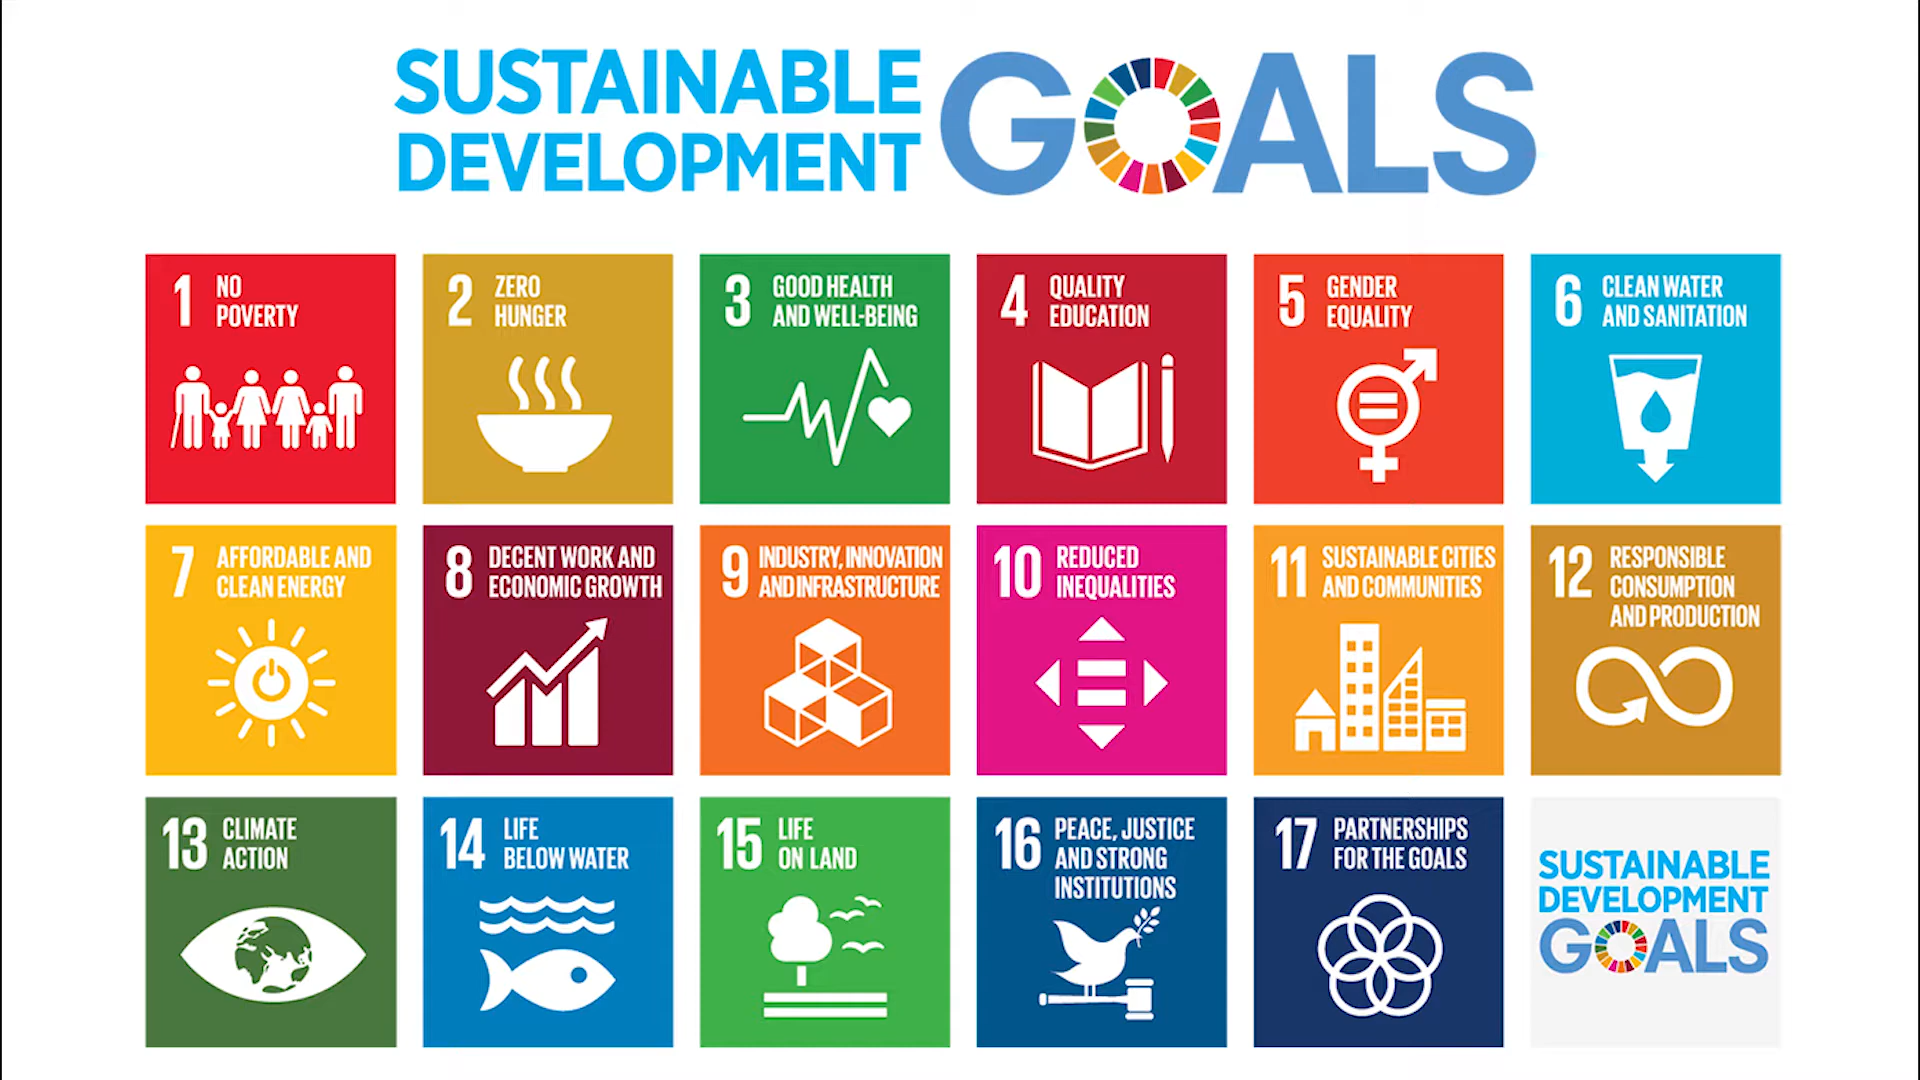 SUSTAINABLE
DEVELOPMENT
GOALS
1 NO
POVERTY
2 ZERO
HUNGER
3 GOOD HEALTH
AND WELL-BEING
4 QUALITY
EDUCATION
5 GENDER
EQUALITY
6 CLEAN WATER
AND SANITATION
7 AFFORDABLE AND
CLEAN ENERGY
8 DECENT WORK AND
ECONOMIC GROWTH
9 INDUSTRY, INNOVATION
AND INFRASTRUCTURE
10 REDUCED
INEQUALITIES
11 SUSTAINABLE CITIES
AND COMMUNITIES
12 RESPONSIBLE
CONSUMPTION
AND PRODUCTION
13 CLIMATE
ACTION
14 LIFE
BELOW WATER
15 LIFE
ON LAND
16 PEACE, JUSTICE
AND STRONG
INSTITUTIONS
17 PARTNERSHIPS
FOR THE GOALS
SUSTAINABLE
DEVELOPMENT
GOALS